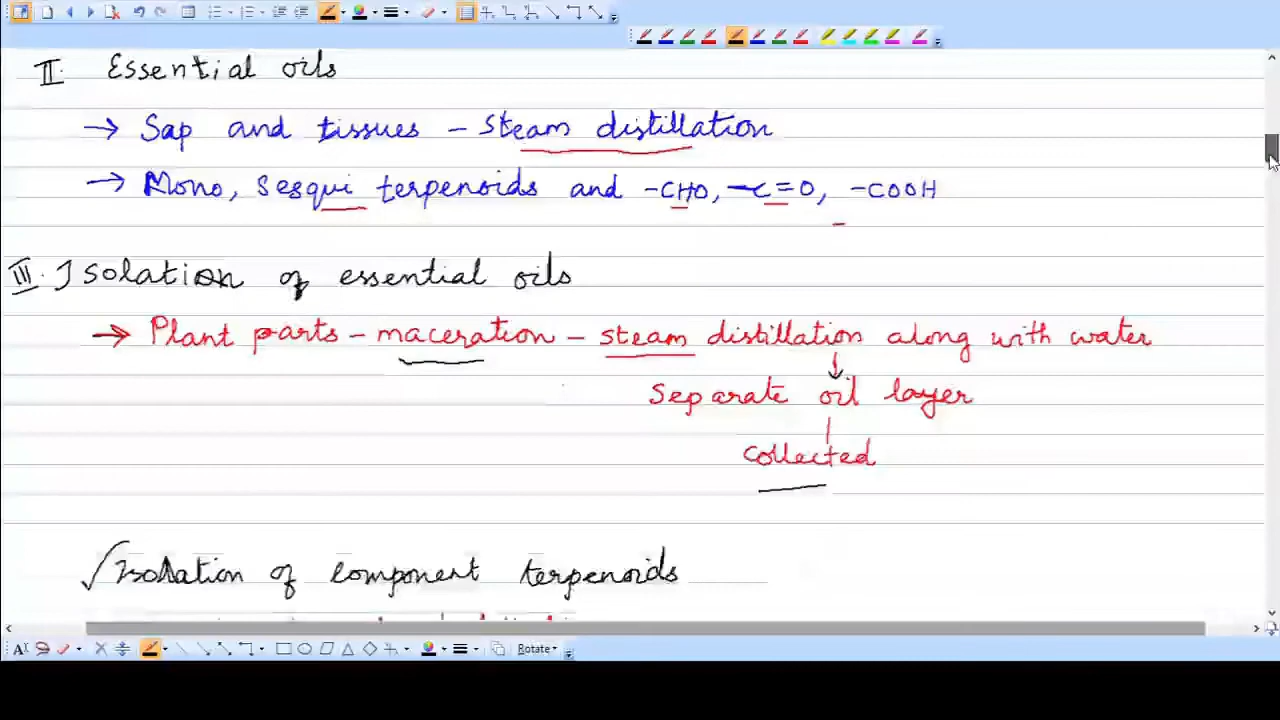 II. Essential oils
→ Sap and tissues – Steam distillation
→ Mono, Sesqui terpenoids and -CHO, -C=O, -COOH
III. Isolation of essential oils
→ Plant parts – maceration – steam distillation along with water
↓
Separate oil layer
|
collected
√Isolation of component terpenoids
Rotate